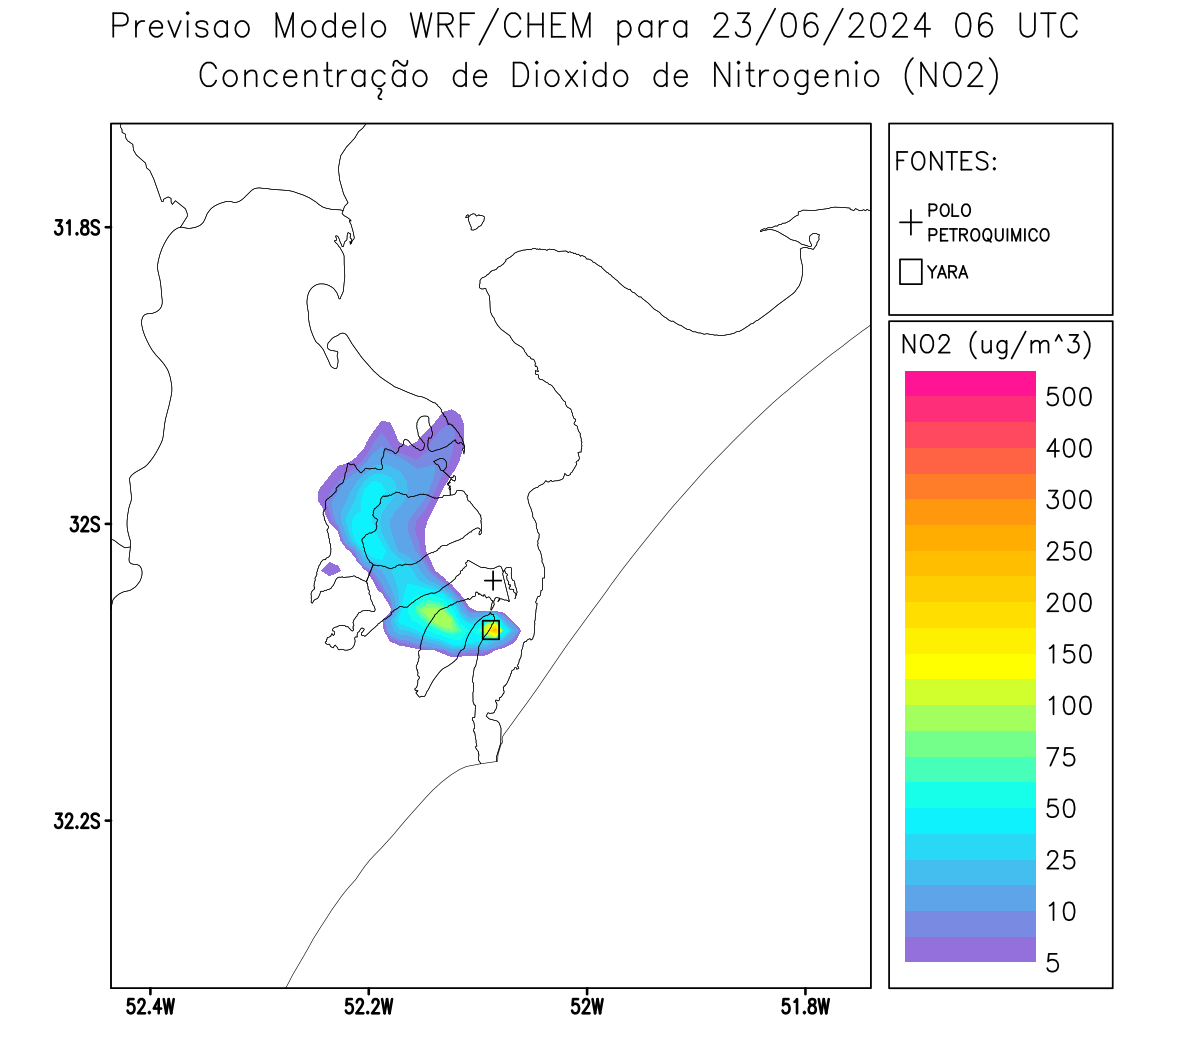 Previsao Modelo WRF/CHEM para 23/06/2024 06 UTC
Concentração de Dioxido de Nitrogenio (NO2)
FONTES:
POLO
PETROQUIMICO
YARA
NO2 (ug/m^3)
500
400
300
250
200
150
100
75
50
25
10
5
31.8S
32S
32.2S
52.4W
52.2W
52W
51.8W